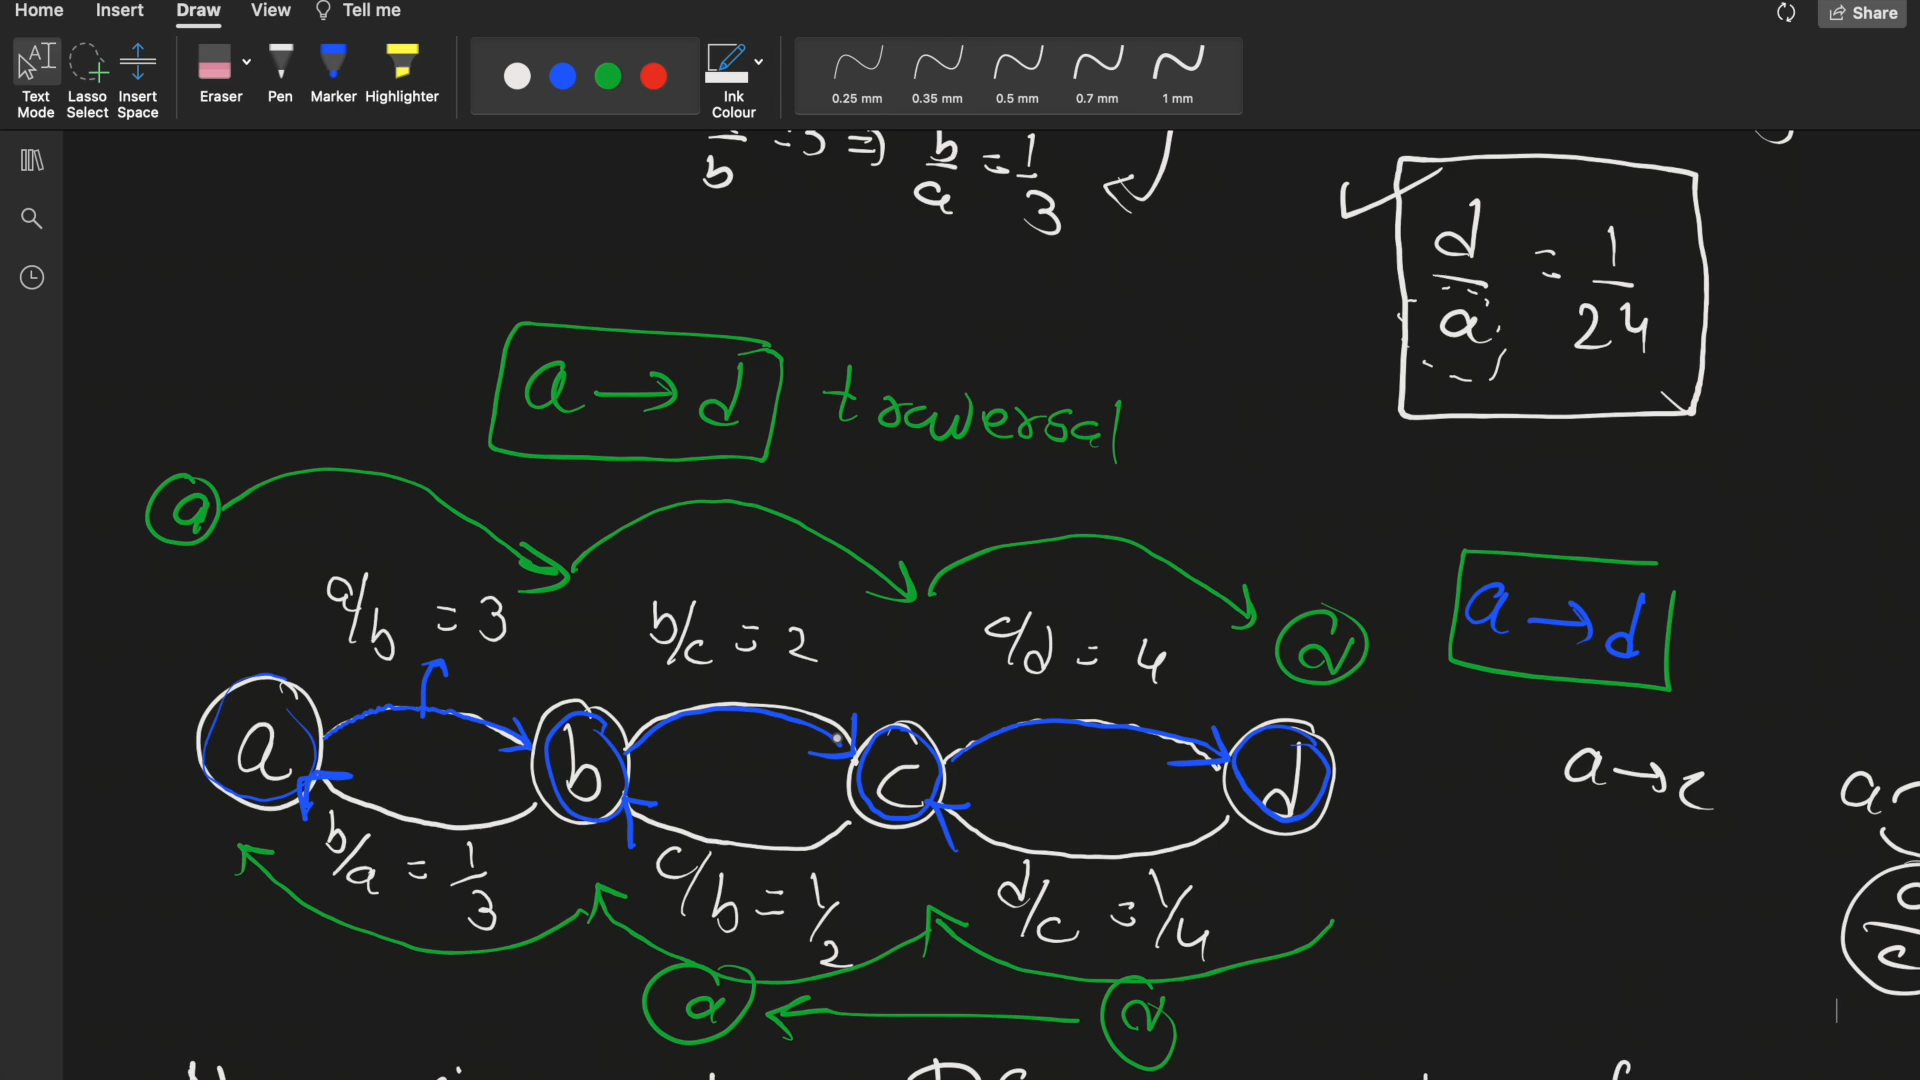 Home Insert Draw View Tell me Share
Text Mode Lasso Select Insert Space Eraser Pen Marker Highlighter Ink Colour 0.25 mm 0.35 mm 0.5 mm 0.7 mm 1 mm
b = 3 => b/a = 1/3
d/a = 1/24
a → d traversal
a
a/b = 3 b/c = 2 c/d = 4 d a → d
a b c d a → c a
b/a = 1/3 c/b = 1/2 d/c = 1/4
a d